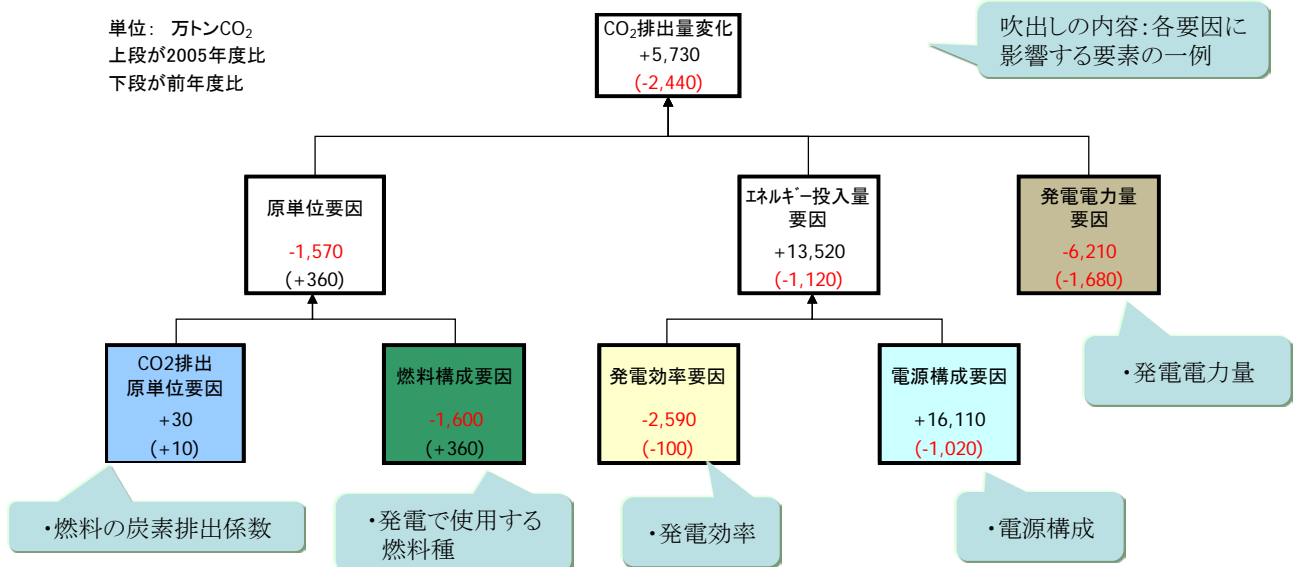 単位： 万トンCO₂
上段が2005年度比
下段が前年度比
CO₂排出量変化
+5,730
(-2,440)
吹出しの内容：各要因に
影響する要素の一例
原単位要因
-1,570
(+360)
ｴﾈﾙｷﾞｰ投入量
要因
+13,520
(-1,120)
発電電力量
要因
-6,210
(-1,680)
・発電電力量
CO2排出
原単位要因
+30
(+10)
燃料構成要因
-1,600
(+360)
発電効率要因
-2,590
(-100)
電源構成要因
+16,110
(-1,020)
・燃料の炭素排出係数
・発電で使用する
燃料種
・発電効率
・電源構成